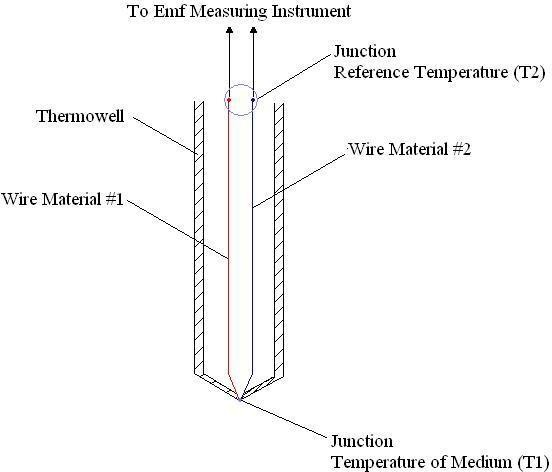 To Emf Measuring Instrument
Junction
Reference Temperature (T2)
Thermowell
Wire Material #2
Wire Material #1
Junction
Temperature of Medium (T1)